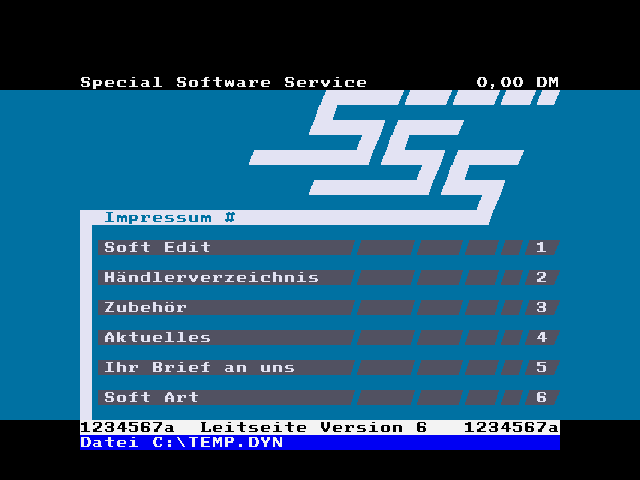 Special Software Service 0,00 DM
SSS
Impressum #
Soft Edit 1
Händlerverzeichnis 2
Zubehör 3
Aktuelles 4
Ihr Brief an uns 5
Soft Art 6
1234567a Leitseite Version 6 1234567a
Datei C:\TEMP.DYN